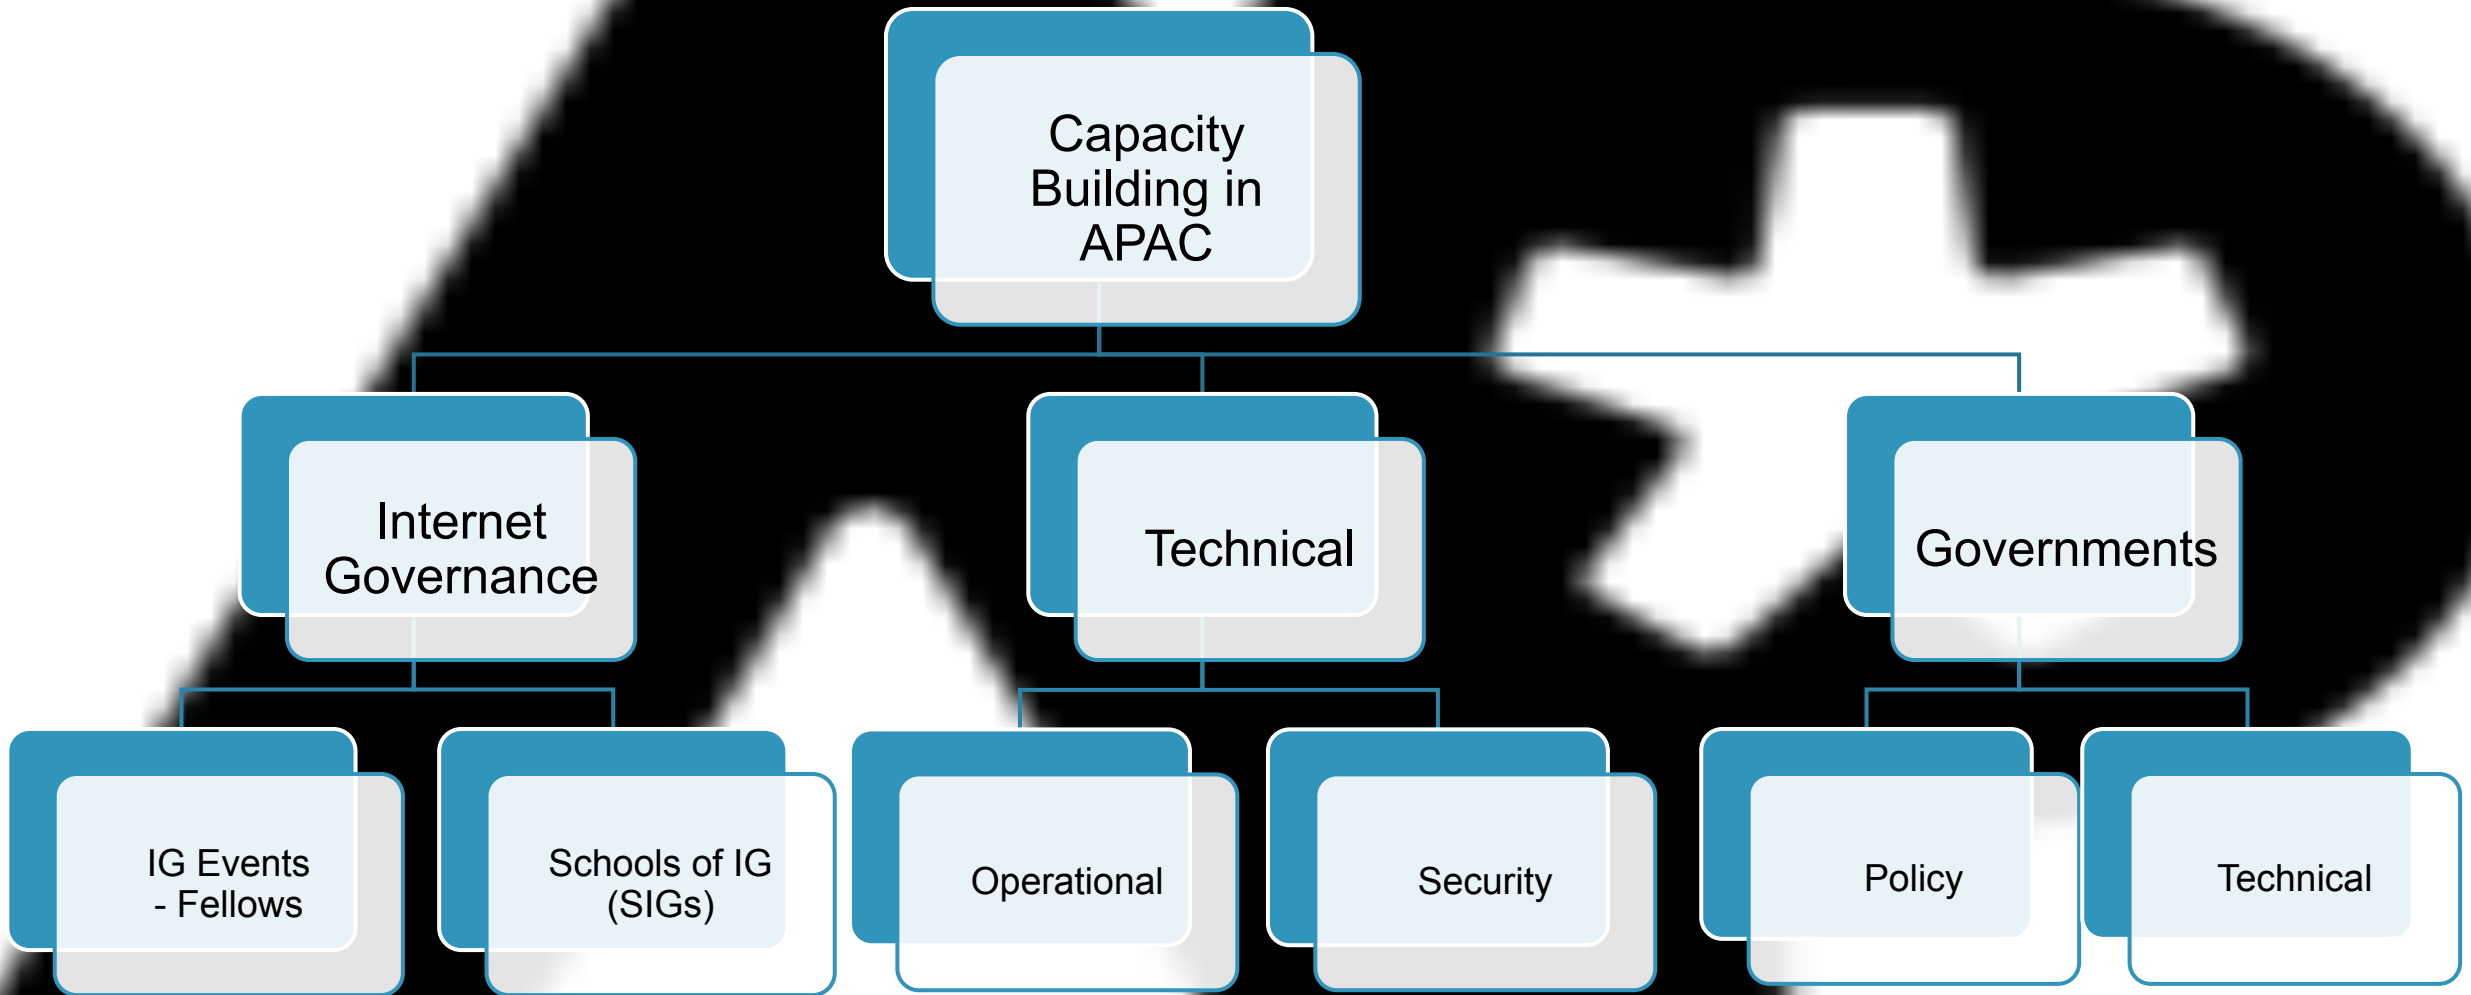 Capacity
Building in
APAC
Internet
Governance
Technical
Governments
IG Events
- Fellows
Schools of IG
(SIGs)
Operational
Security
Policy
Technical